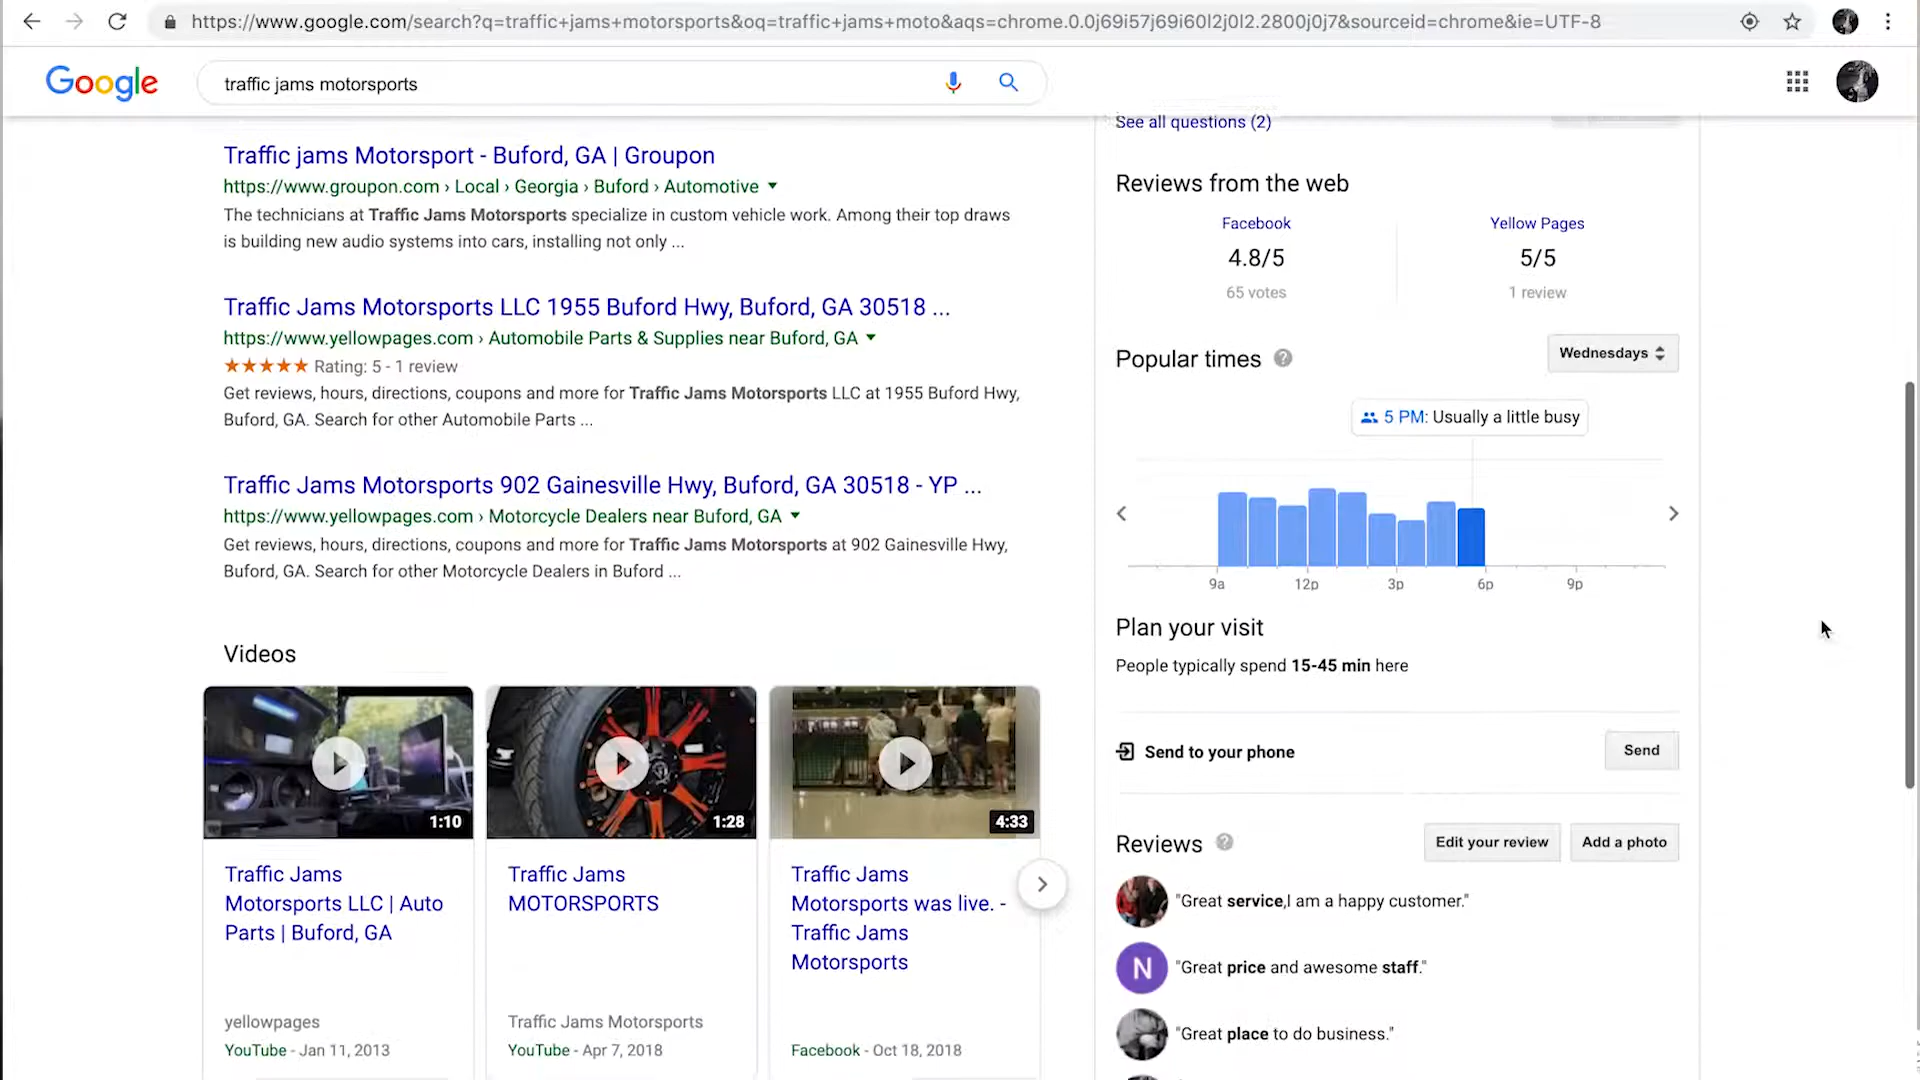 https://www.google.com/search?q=traffic+jams+motorsports&oq=traffic+jams+moto&aqs=chrome.0.0j69i57j69i60l2j0l2.2800j0j7&sourceid=chrome&ie=UTF-8
Google
traffic jams motorsports
Traffic jams Motorsport - Buford, GA | Groupon
https://www.groupon.com › Local › Georgia › Buford › Automotive
The technicians at Traffic Jams Motorsports specialize in custom vehicle work. Among their top draws
is building new audio systems into cars, installing not only ...
Traffic Jams Motorsports LLC 1955 Buford Hwy, Buford, GA 30518 ...
https://www.yellowpages.com › Automobile Parts & Supplies near Buford, GA
Rating: 5 - 1 review
Get reviews, hours, directions, coupons and more for Traffic Jams Motorsports LLC at 1955 Buford Hwy,
Buford, GA. Search for other Automobile Parts ...
Traffic Jams Motorsports 902 Gainesville Hwy, Buford, GA 30518 - YP ...
https://www.yellowpages.com › Motorcycle Dealers near Buford, GA
Get reviews, hours, directions, coupons and more for Traffic Jams Motorsports at 902 Gainesville Hwy,
Buford, GA. Search for other Motorcycle Dealers in Buford ...
Videos
1:10
Traffic Jams
Motorsports LLC | Auto
Parts | Buford, GA
yellowpages
YouTube - Jan 11, 2013
1:28
Traffic Jams
MOTORSPORTS
Traffic Jams Motorsports
YouTube - Apr 7, 2018
4:33
Traffic Jams
Motorsports was live. -
Traffic Jams
Motorsports
Facebook - Oct 18, 2018
See all questions (2)
Reviews from the web
Facebook
4.8/5
65 votes
Yellow Pages
5/5
1 review
Popular times
Wednesdays
5 PM: Usually a little busy
9a 12p 3p 6p 9p
Plan your visit
People typically spend 15-45 min here
Send to your phone
Send
Reviews
Edit your review
Add a photo
"Great service,I am a happy customer."
N
"Great price and awesome staff."
"Great place to do business."